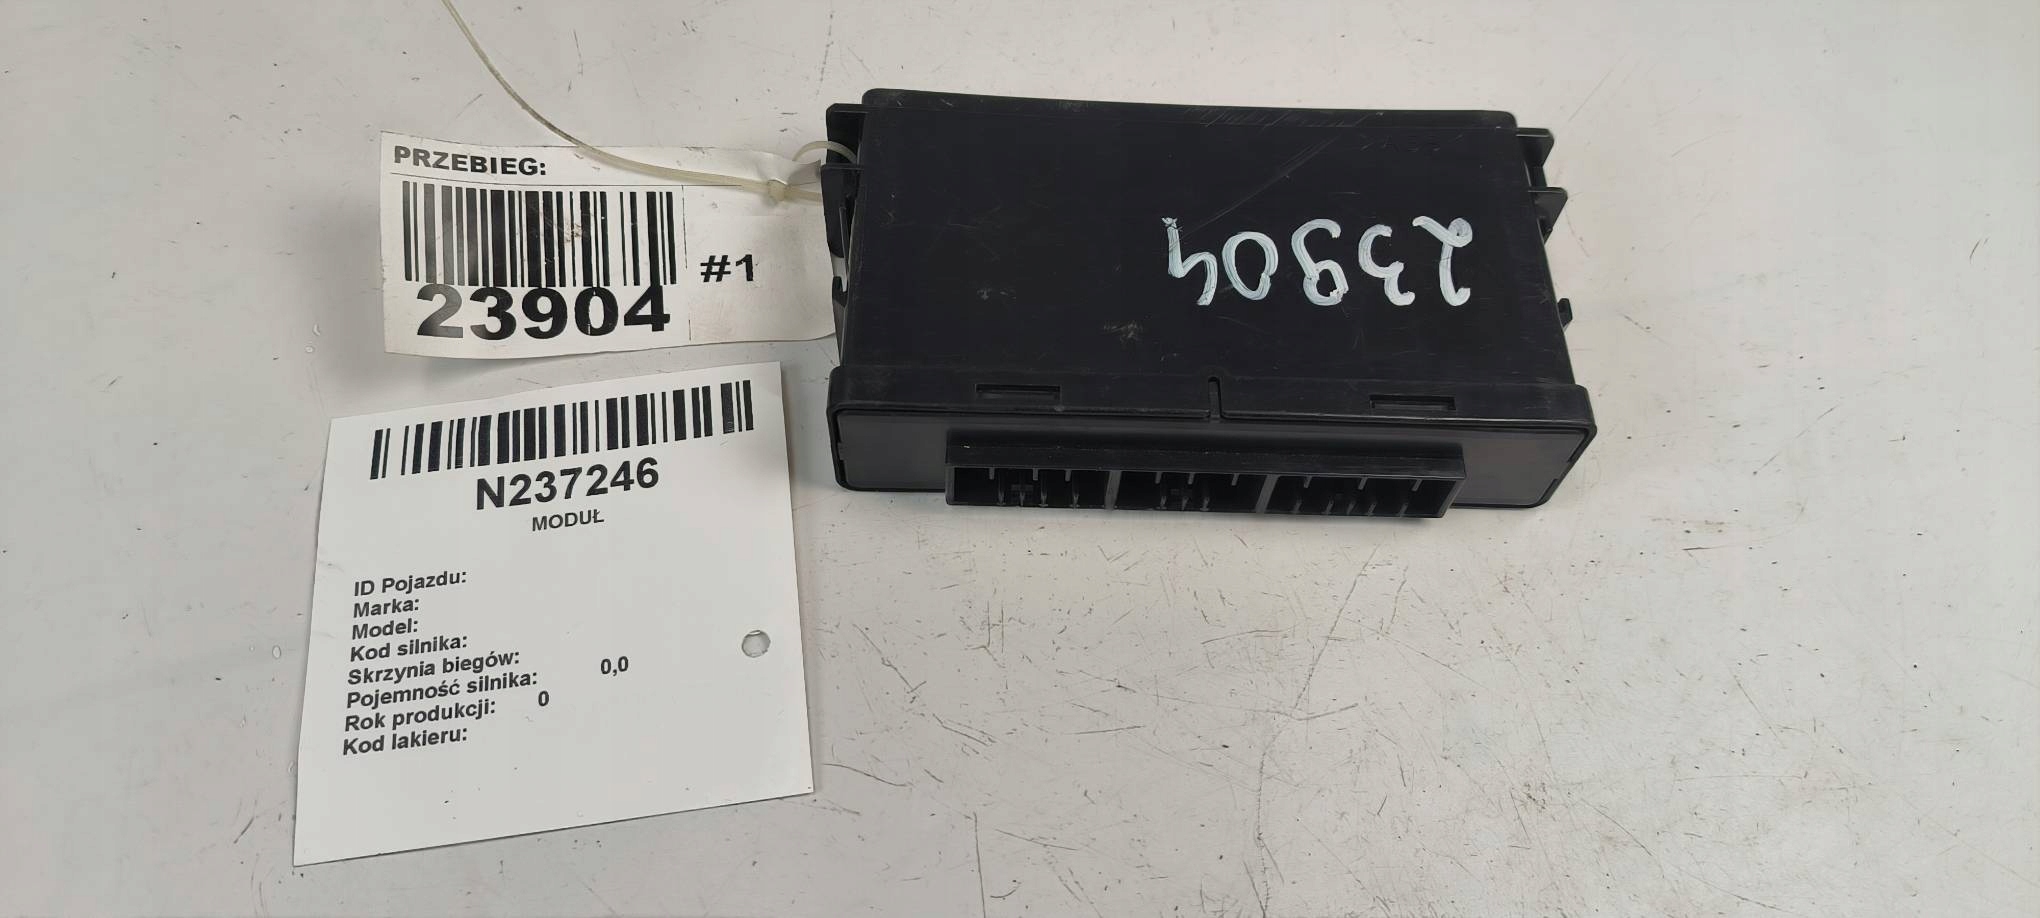 PRZEBIEG:
#1
23904
N237246
MODUŁ
ID Pojazdu:
Marka:
Model:
Kod silnika:
Skrzynia biegów:
Pojemność silnika: 0,0
Rok produkcji: 0
Kod lakieru:
23904